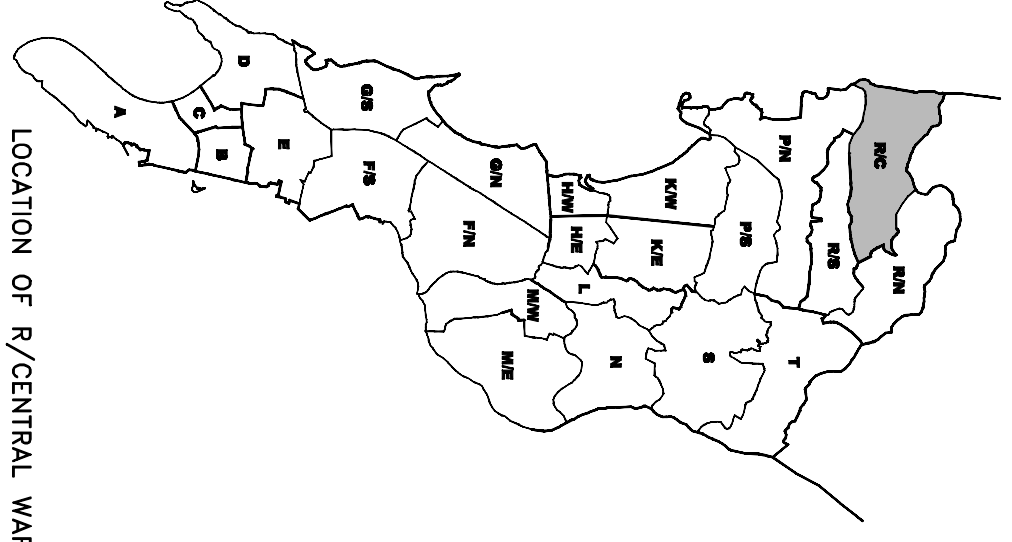 R/N
R/C
R/S
T
P/N
P/S
S
K/W
K/E
N
L
H/W
H/E
M/W
M/E
G/N
F/N
G/S
F/S
E
D
B
C
A
LOCATION OF R/CENTRAL WAR